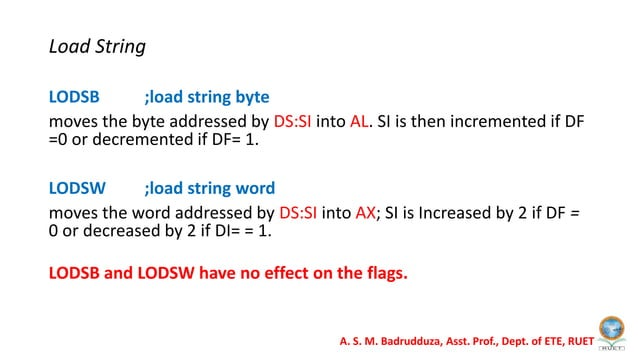 Load String
LODSB ;load string byte
moves the byte addressed by DS:SI into AL. SI is then incremented if DF
=0 or decremented if DF= 1.
LODSW ;load string word
moves the word addressed by DS:SI into AX; SI is Increased by 2 if DF =
0 or decreased by 2 if DI= = 1.
LODSB and LODSW have no effect on the flags.
A. S. M. Badrudduza, Asst. Prof., Dept. of ETE, RUET
RUET